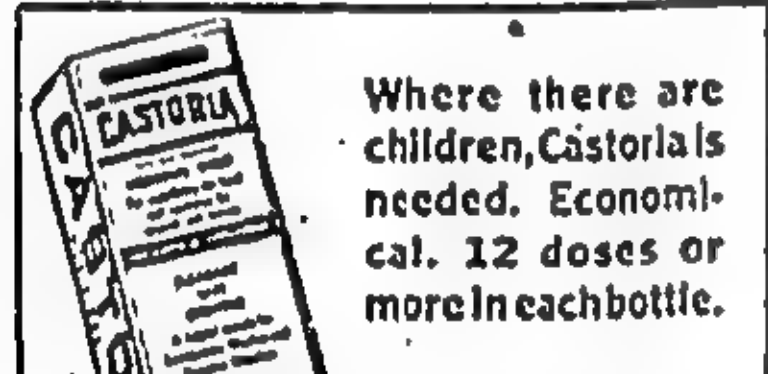 CASTORIA
Where there are
children, Castoria is
needed. Economi-
cal. 12 doses or
more in each bottle.